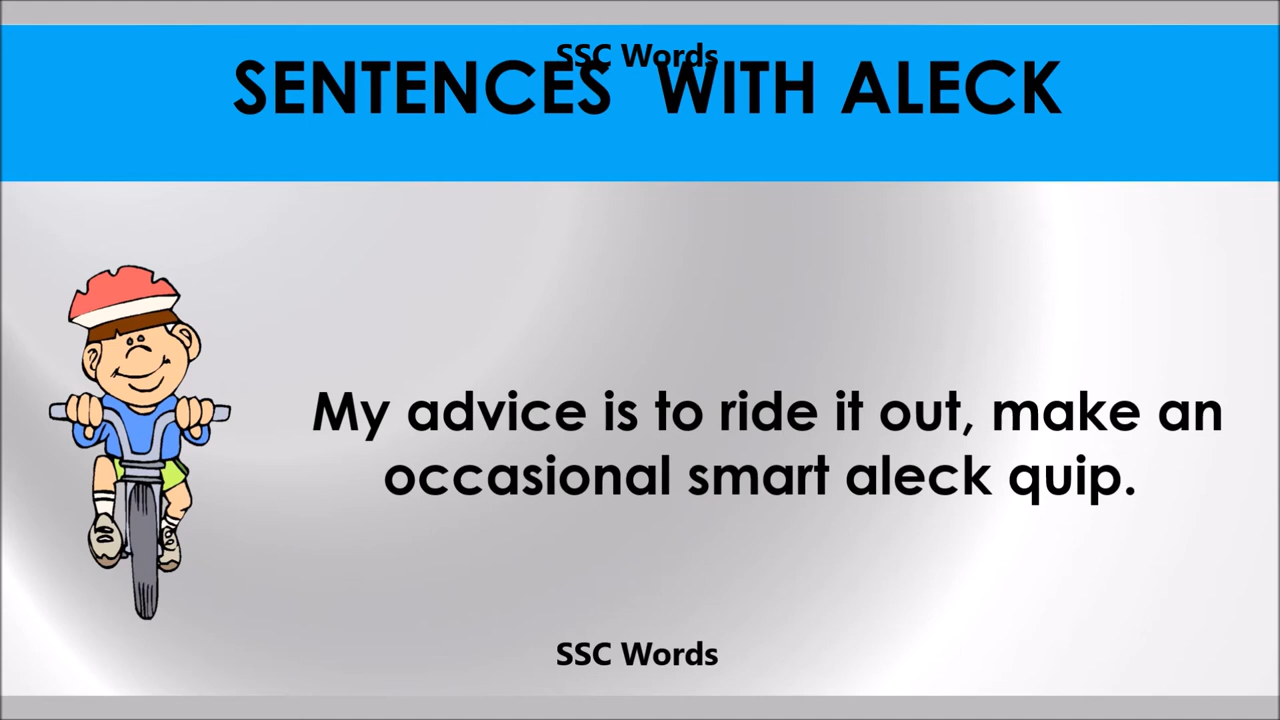 SSC Words
SENTENCES WITH ALECK
My advice is to ride it out, make an
occasional smart aleck quip.
SSC Words